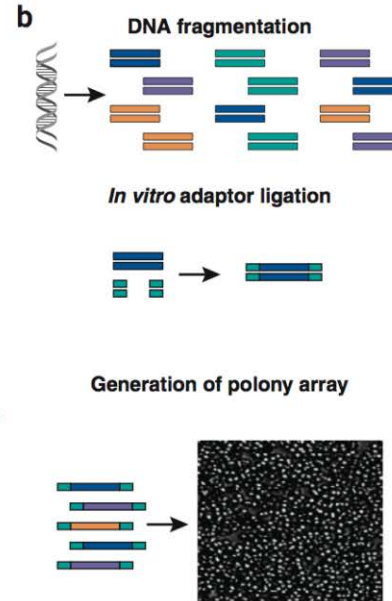 b
DNA fragmentation
In vitro adaptor ligation
Generation of polony array